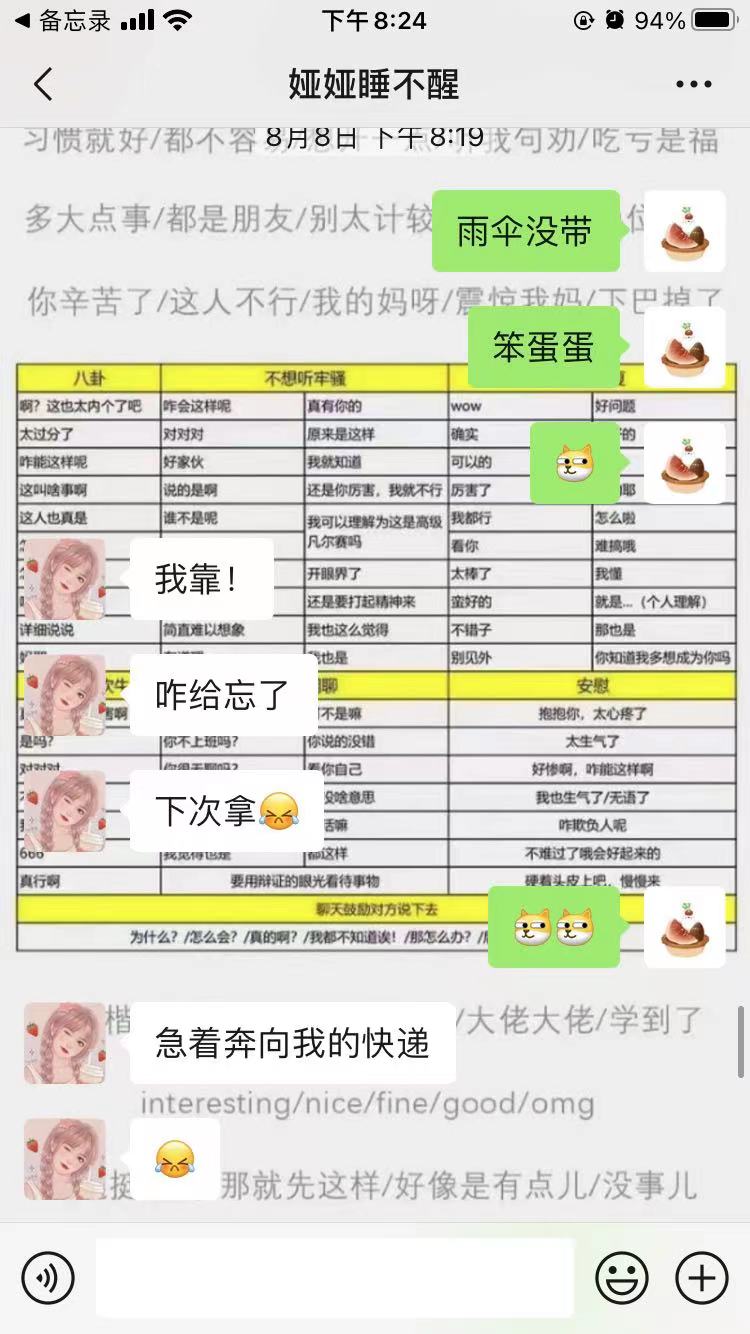 备忘录
下午8:24
94%
娅娅睡不醒
8月8日 下午8:19
习惯就好/都不容
我句劝/吃亏是福
多大点事/都是朋友/别太计较
雨伞没带
你辛苦了/这人不行/我的妈呀/震惊我妈/下巴掉了
笨蛋蛋
八卦 不想听牢骚
啊？这也太内个了吧 咋会这样呢 真有你的 wow 好问题
太过分了 对对对 原来是这样 确实
咋能这样呢 好家伙 我就知道 可以的
这叫啥事啊 说的是啊 还是你厉害，我就不行 厉害了
这人也真是 谁不是呢 我可以理解为这是高级凡尔赛吗 我都行 怎么啦
看你 难搞哦
我靠！
开眼界了 太棒了 我懂
还是要打起精神来 蛮好的 就是...（个人理解）
详细说说 简直难以想象 我也这么觉得 不错子 那也是
别见外 你知道我多想成为你吗
咋给忘了
安慰
抱抱你，太心疼了
是吗？ 你不上班吗？ 你说的没错 太生气了
对对对 你很无聊吗？ 看你自己 好惨啊，咋能这样啊
下次拿
没啥意思 我也生气了/无语了
咋欺负人呢
666 我觉得也是 都这样 不难过了哦会好起来的
真行啊 要用辩证的眼光看待事物 硬着头皮上吧，慢慢来
聊天鼓励对方说下去
为什么？/怎么会？/真的啊？/我都不知道诶！/那怎么办？/
急着奔向我的快递
/大佬大佬/学到了
interesting/nice/fine/good/omg
那就先这样/好像是有点儿/没事儿